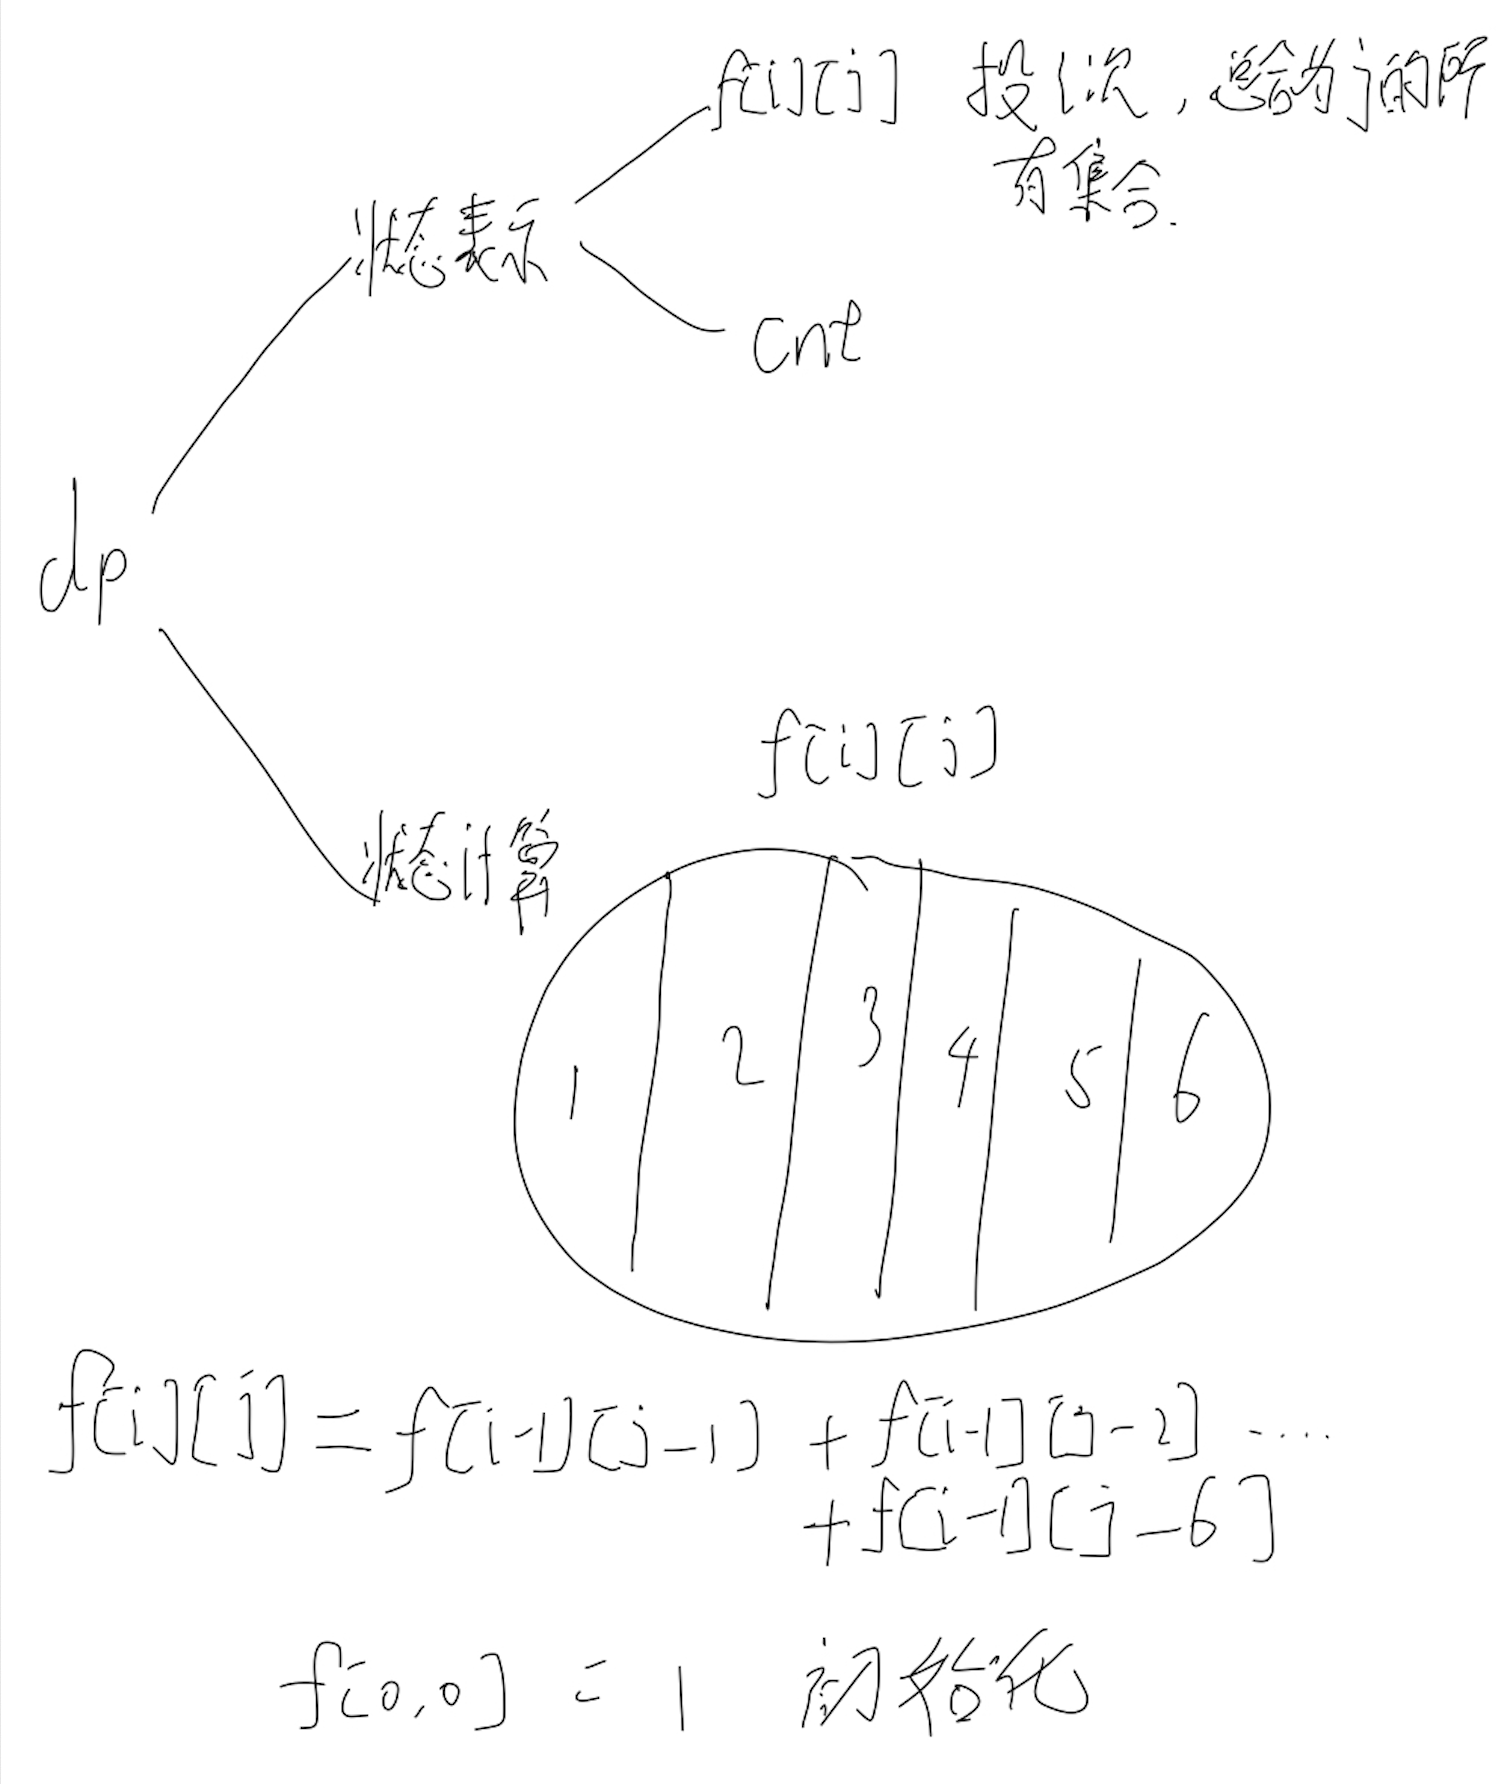 f[i][j] 投i次，总合为j的所
有集合.
状态表示
cnt
dp
f[i][j]
状态计算
1 2 3 4 5 6
f[i][j]=f[i-1][j-1] + f[i-1][j-2] .....
+f[i-1][j-6]
f[0,0] = 1 初始化